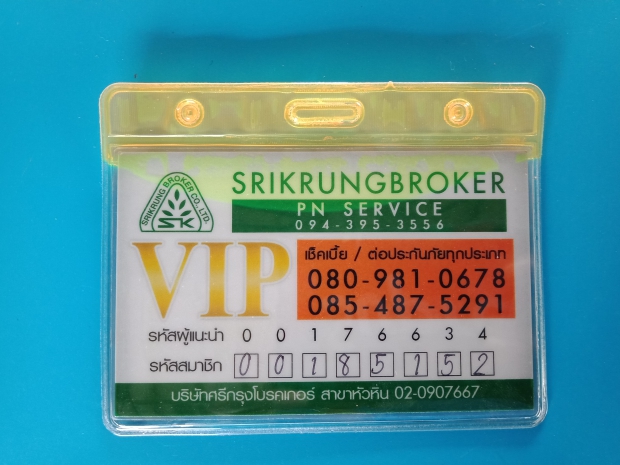 SRIKRUNG BROKER CO., LTD.
SK
SRIKRUNGBROKER
PN SERVICE
094-395-3556
VIP
เช็คเบี้ย / ต่อประกันภัยทุกประเภท
080-981-0678
085-487-5291
รหัสผู้แนะนำ 0 0 1 7 6 6 3 4
รหัสสมาชิก 0 0 1 8 5 1 5 2
บริษัทศรีกรุงโบรคเกอร์ สาขาหัวหิน 02-0907667